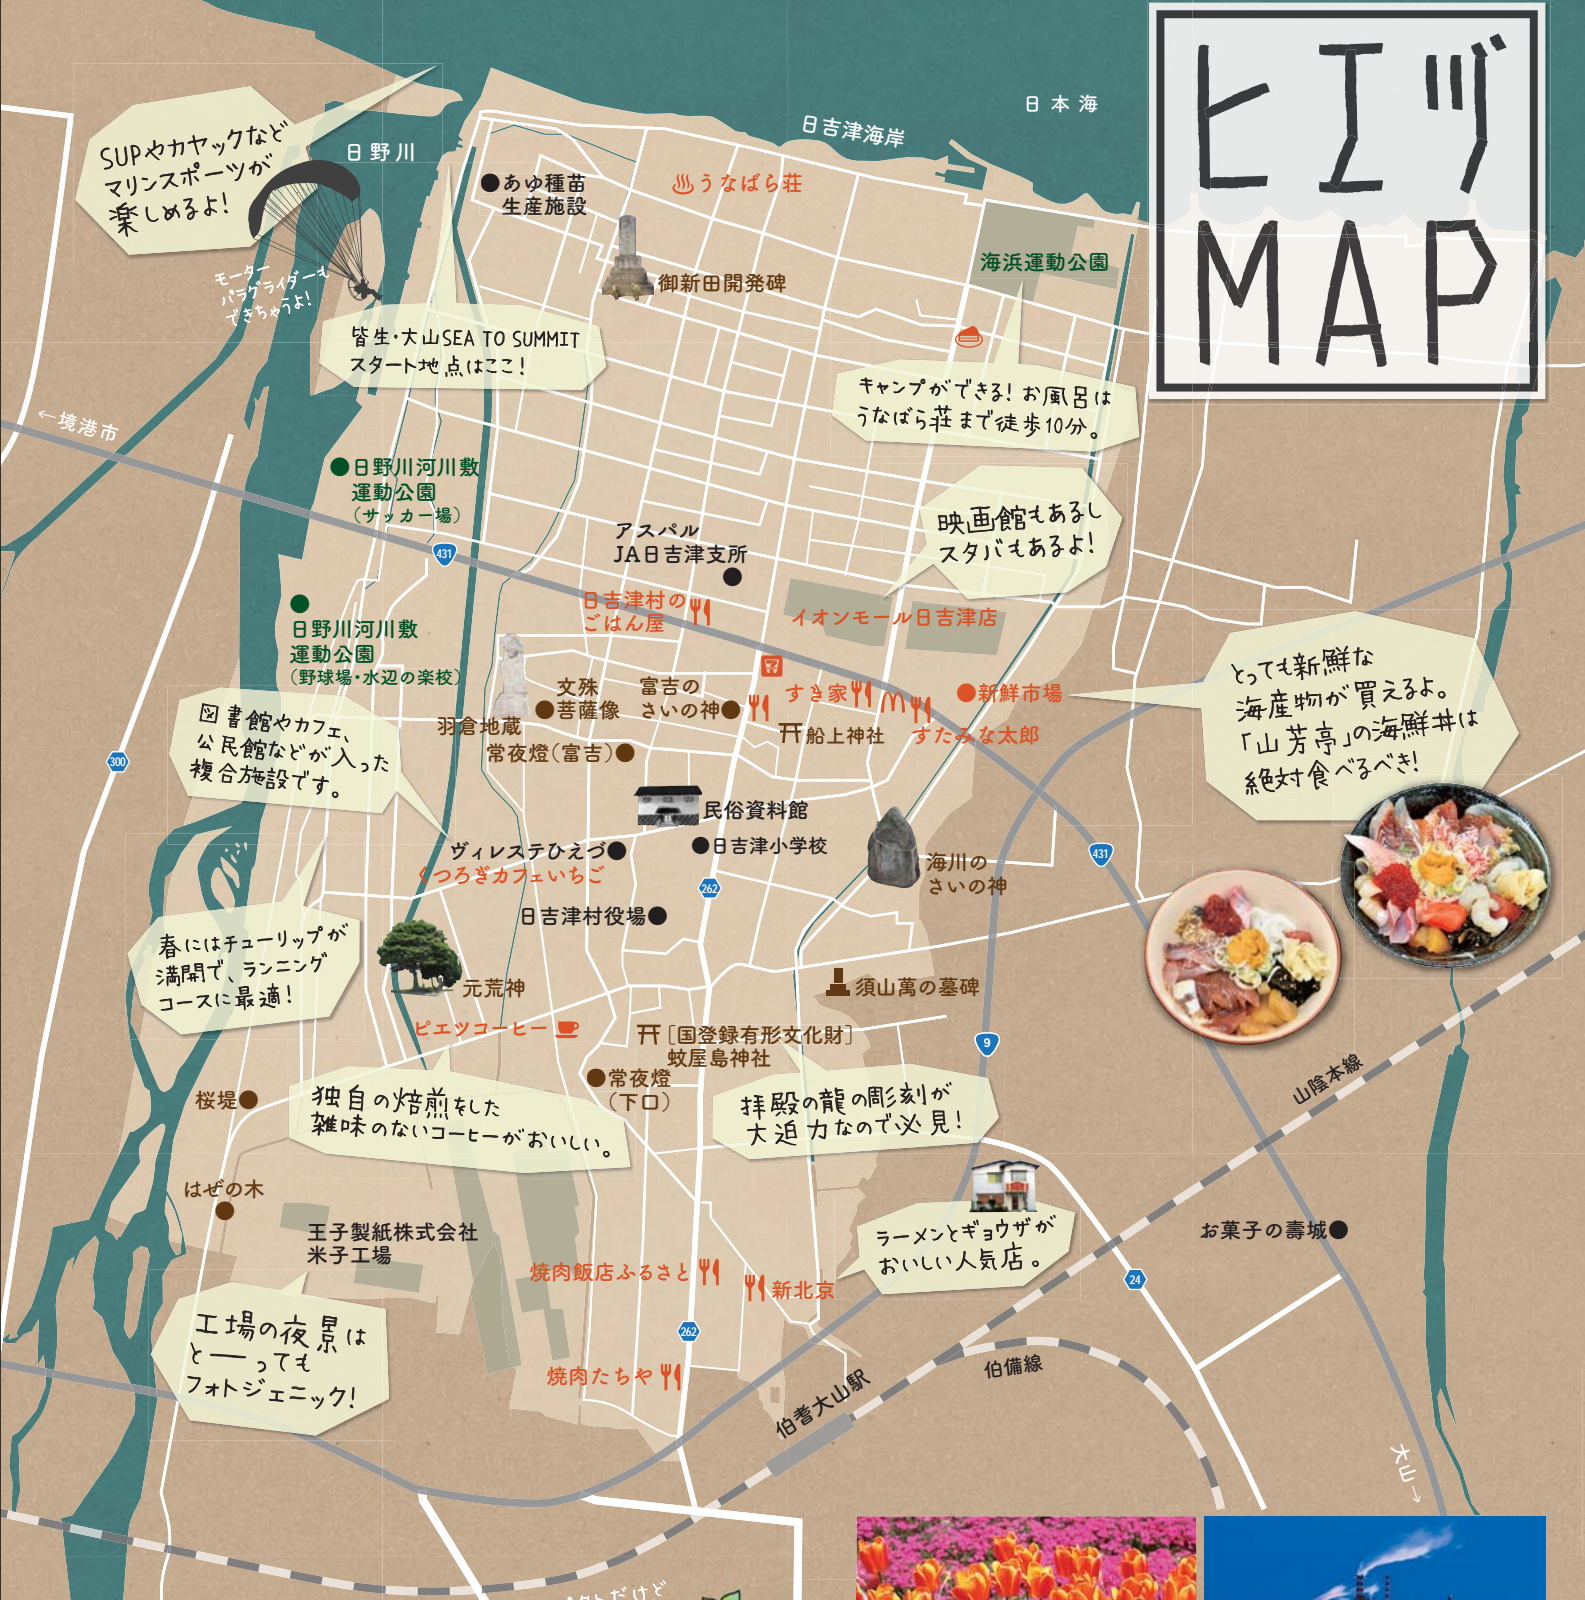 ヒエヅ
MAP
日本海
日吉津海岸
日野川
SUPやカヤックなど
マリンスポーツが
楽しめるよ!
モーター
パラグライダーも
できちゃうよ!
あゆ種苗
生産施設
うなばら荘
御新田開発碑
海浜運動公園
皆生・大山SEA TO SUMMIT
スタート地点はここ!
キャンプができる!お風呂は
うなばら荘まで徒歩10分。
←境港市
日野川河川敷
運動公園
(サッカー場)
431
アスパル
JA日吉津支所
映画館もあるし
スタバもあるよ!
日吉津村の
ごはん屋
イオンモール日吉津店
日野川河川敷
運動公園
(野球場・水辺の楽校)
とっても新鮮な
海産物が買えるよ。
「山芳亭」の海鮮丼は
絶対食べるべき!
文殊
菩薩像
富吉の
さいの神
すき家
新鮮市場
羽倉地蔵
船上神社
すたみな太郎
常夜燈(富吉)
図書館やカフェ、
公民館などが入った
複合施設です。
300
民俗資料館
日吉津小学校
ヴィレステひえづ
くつろぎカフェいちご
262
431
海川の
さいの神
日吉津村役場
春にはチューリップが
満開で、ランニング
コースに最適!
元荒神
須山萬の墓碑
ピエツコーヒー
[国登録有形文化財]
蚊屋島神社
9
常夜燈
(下口)
桜堤
独自の焙煎をした
雑味のないコーヒーがおいしい。
拝殿の龍の彫刻が
大迫力なので必見!
山陰本線
はぜの木
王子製紙株式会社
米子工場
ラーメンとギョウザが
おいしい人気店。
お菓子の壽城
焼肉飯店ふるさと
新北京
24
工場の夜景は
と——っても
フォトジェニック!
262
焼肉たちや
伯耆大山駅
伯備線
大山→
だけど